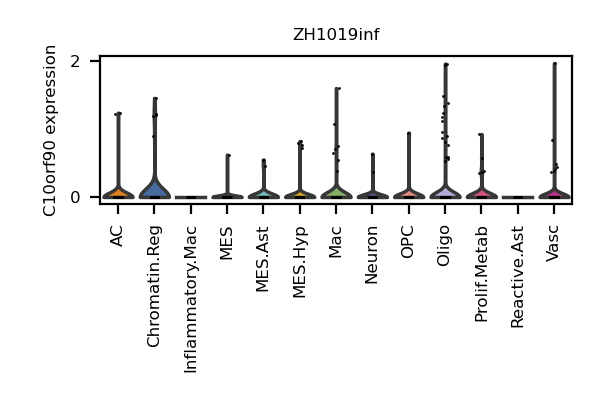 ZH1019inf
C10orf90 expression
2
0
AC
Chromatin.Reg
Inflammatory.Mac
MES
MES.Ast
MES.Hyp
Mac
Neuron
OPC
Oligo
Prolif.Metab
Reactive.Ast
Vasc